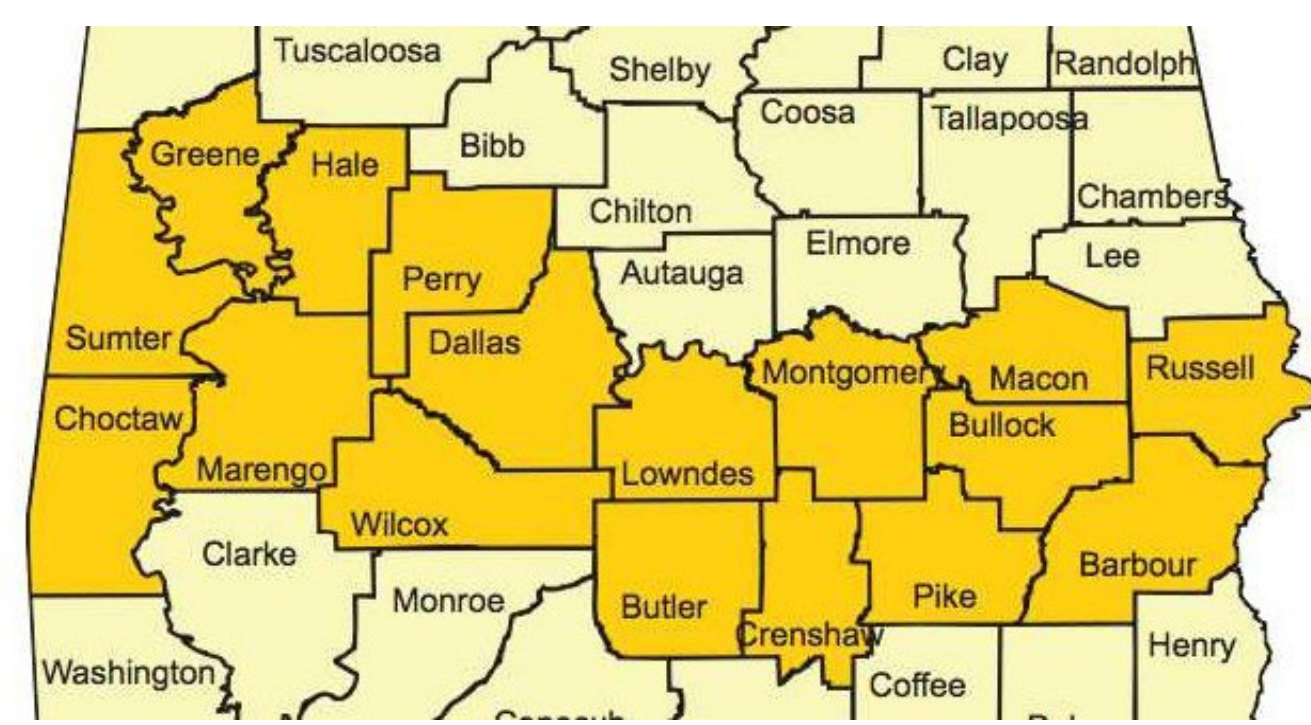 Tuscaloosa
Shelby
Clay
Randolph
Coosa
Tallapoosa
Bibb
Greene
Hale
Chambers
Chilton
Elmore
Lee
Autauga
Perry
Sumter
Dallas
Montgomery
Macon
Russell
Choctaw
Bullock
Marengo
Lowndes
Wilcox
Clarke
Barbour
Monroe
Butler
Pike
Crenshaw
Henry
Washington
Coffee